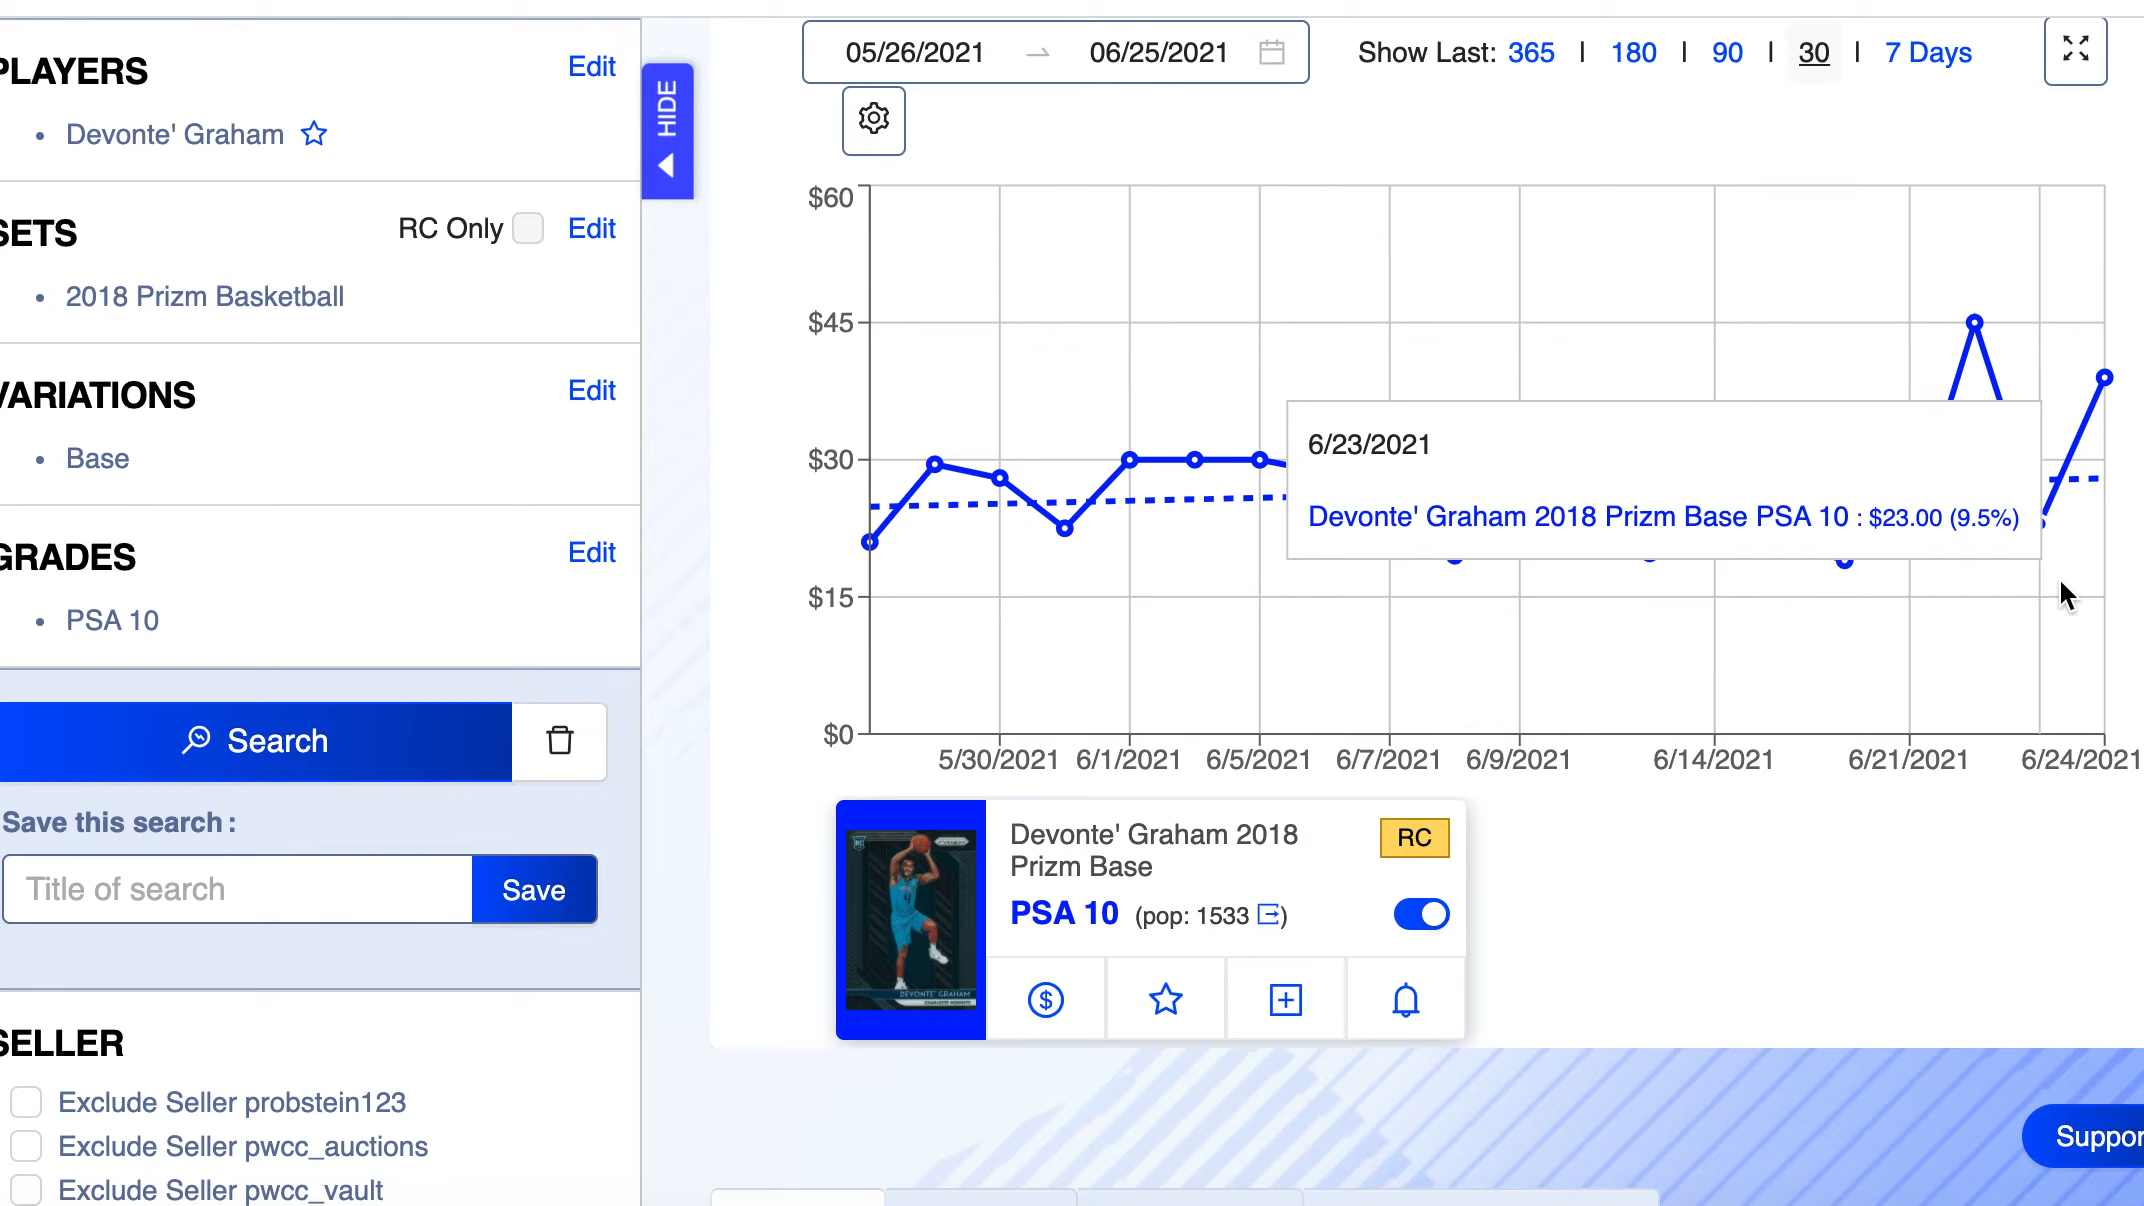 PLAYERS
Edit
Devonte' Graham
SETS
RC Only
Edit
2018 Prizm Basketball
VARIATIONS
Edit
Base
GRADES
Edit
PSA 10
Search
Save this search :
Title of search
Save
SELLER
Exclude Seller probstein123
Exclude Seller pwcc_auctions
Exclude Seller pwcc_vault
HIDE
05/26/2021
06/25/2021
Show Last: 365 | 180 | 90 | 30 | 7 Days
$60
$45
$30
$15
$0
6/23/2021
Devonte' Graham 2018 Prizm Base PSA 10 : $23.00 (9.5%)
5/30/2021 6/1/2021 6/5/2021 6/7/2021 6/9/2021 6/14/2021 6/21/2021 6/24/2021
DEVONTE' GRAHAM
CHARLOTTE HORNETS
Devonte' Graham 2018
Prizm Base
RC
PSA 10 (pop: 1533)
Suppor